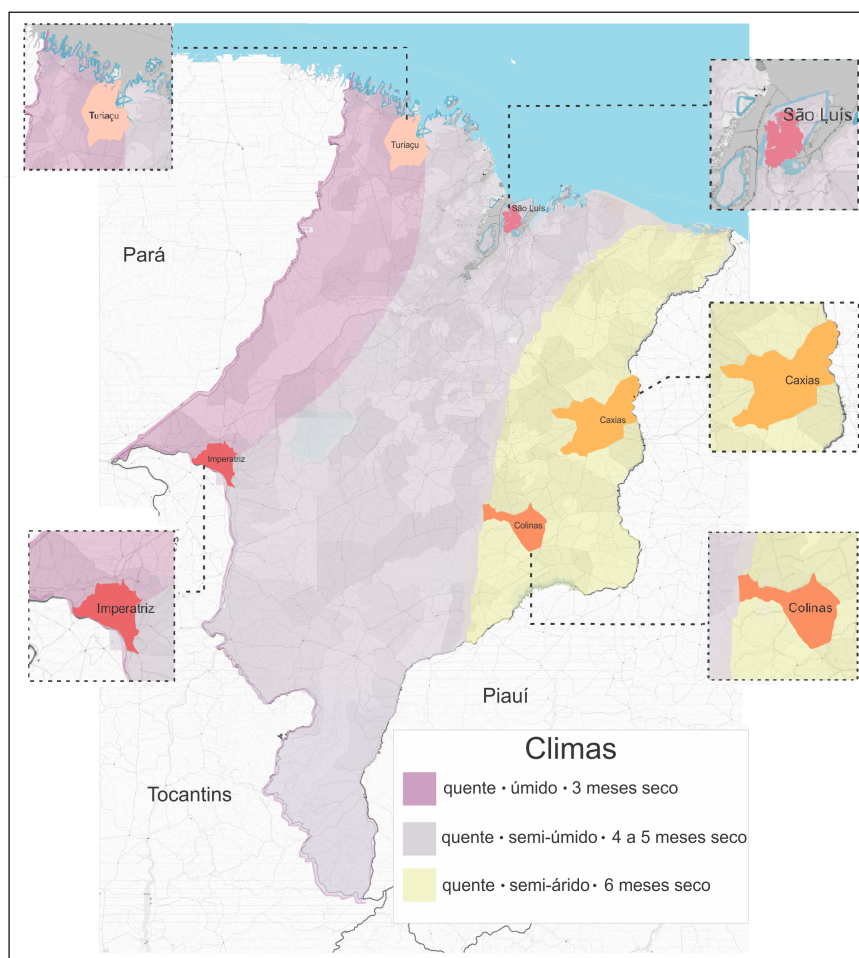 Turiaçu
São Luís
Turiaçu
São Luís
Pará
Caxias
Caxias
Imperatriz
Colinas
Imperatriz
Colinas
Piauí
Tocantins
Climas
quente • úmido • 3 meses seco
quente • semi-úmido • 4 a 5 meses seco
quente • semi-árido • 6 meses seco